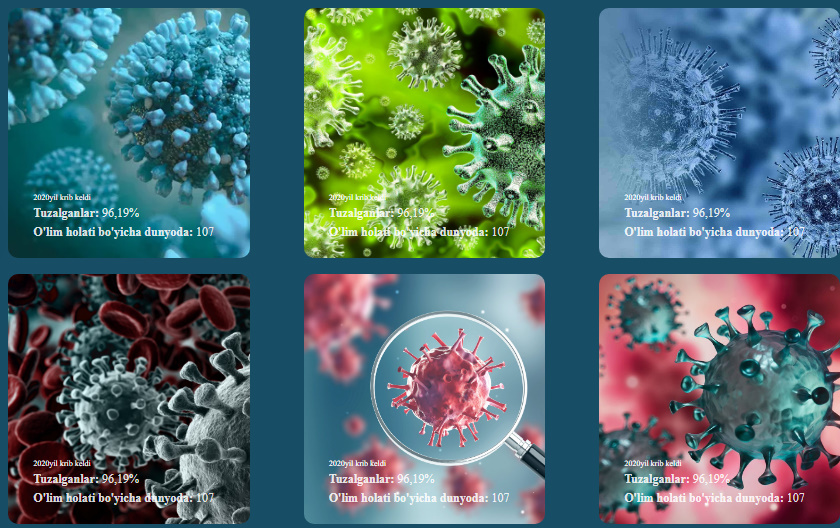 2020yil krib keldi
Tuzalganlar: 96,19%
O'lim holati bo'yicha dunyoda: 107
2020yil krib keldi
Tuzalganlar: 96,19%
O'lim holati bo'yicha dunyoda: 107
2020yil krib keldi
Tuzalganlar: 96,19%
O'lim holati bo'yicha dunyoda: 107
2020yil krib keldi
Tuzalganlar: 96,19%
O'lim holati bo'yicha dunyoda: 107
2020yil krib keldi
Tuzalganlar: 96,19%
O'lim holati bo'yicha dunyoda: 107
2020yil krib keldi
Tuzalganlar: 96,19%
O'lim holati bo'yicha dunyoda: 107